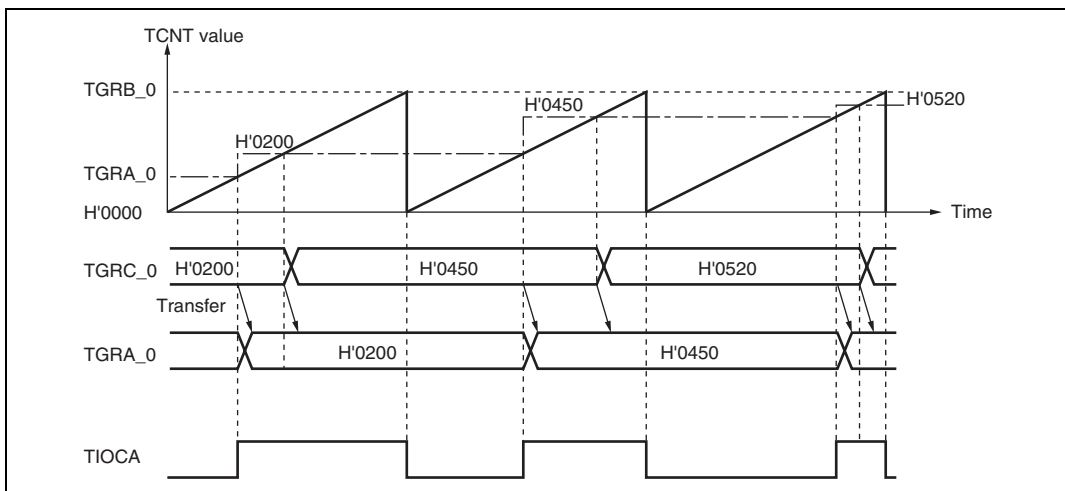 TCNT value
TGRB_0
H'0520
H'0450
H'0200
TGRA_0
H'0000
Time
TGRC_0
H'0200
H'0450
H'0520
Transfer
TGRA_0
H'0200
H'0450
TIOCA